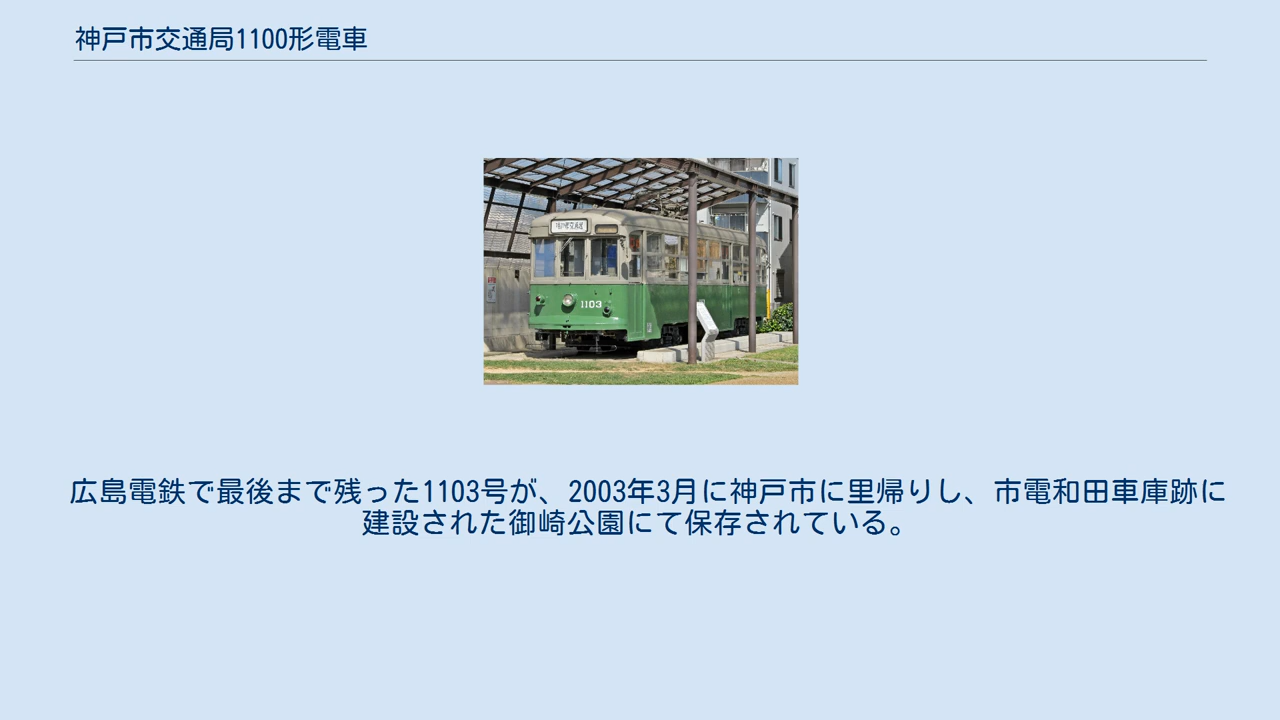 神戸市交通局1100形電車
1103
広島電鉄で最後まで残った1103号が、2003年3月に神戸市に里帰りし、市電和田車庫跡に
建設された御崎公園にて保存されている。